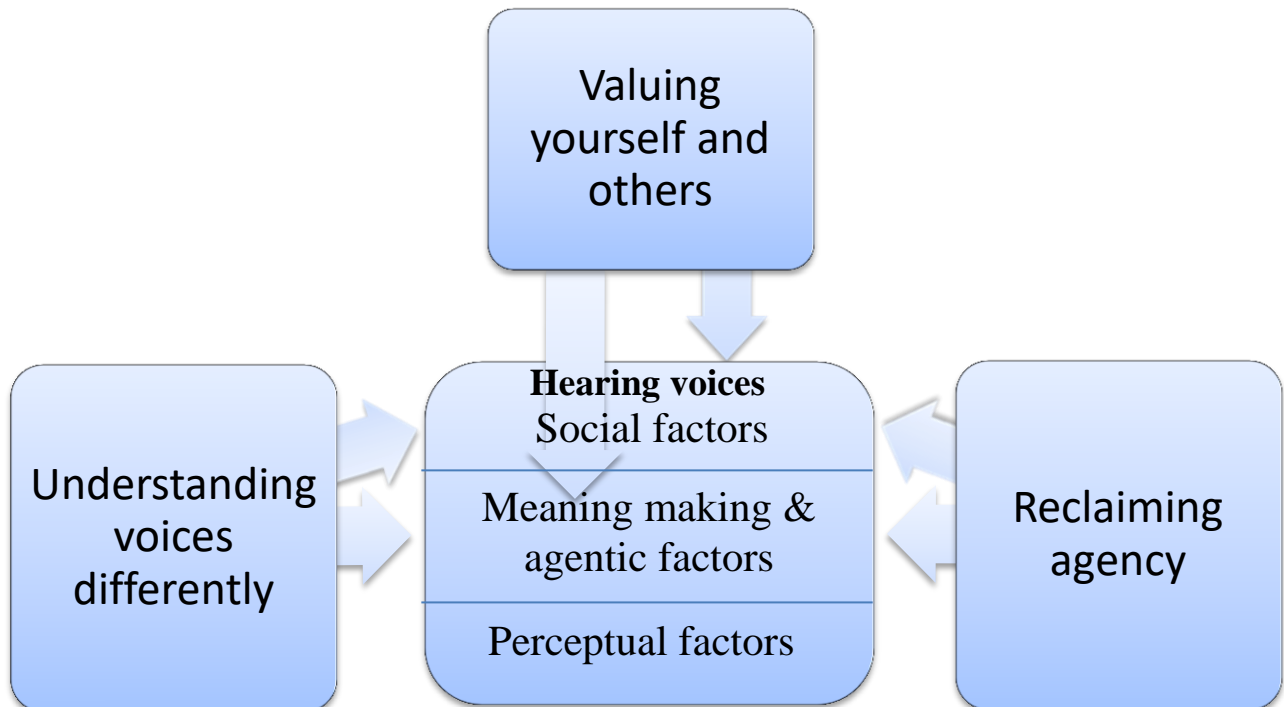 Valuing
yourself and
others
Hearing voices
Social factors
Understanding
voices
differently
Meaning making &
agentic factors
Reclaiming
agency
Perceptual factors